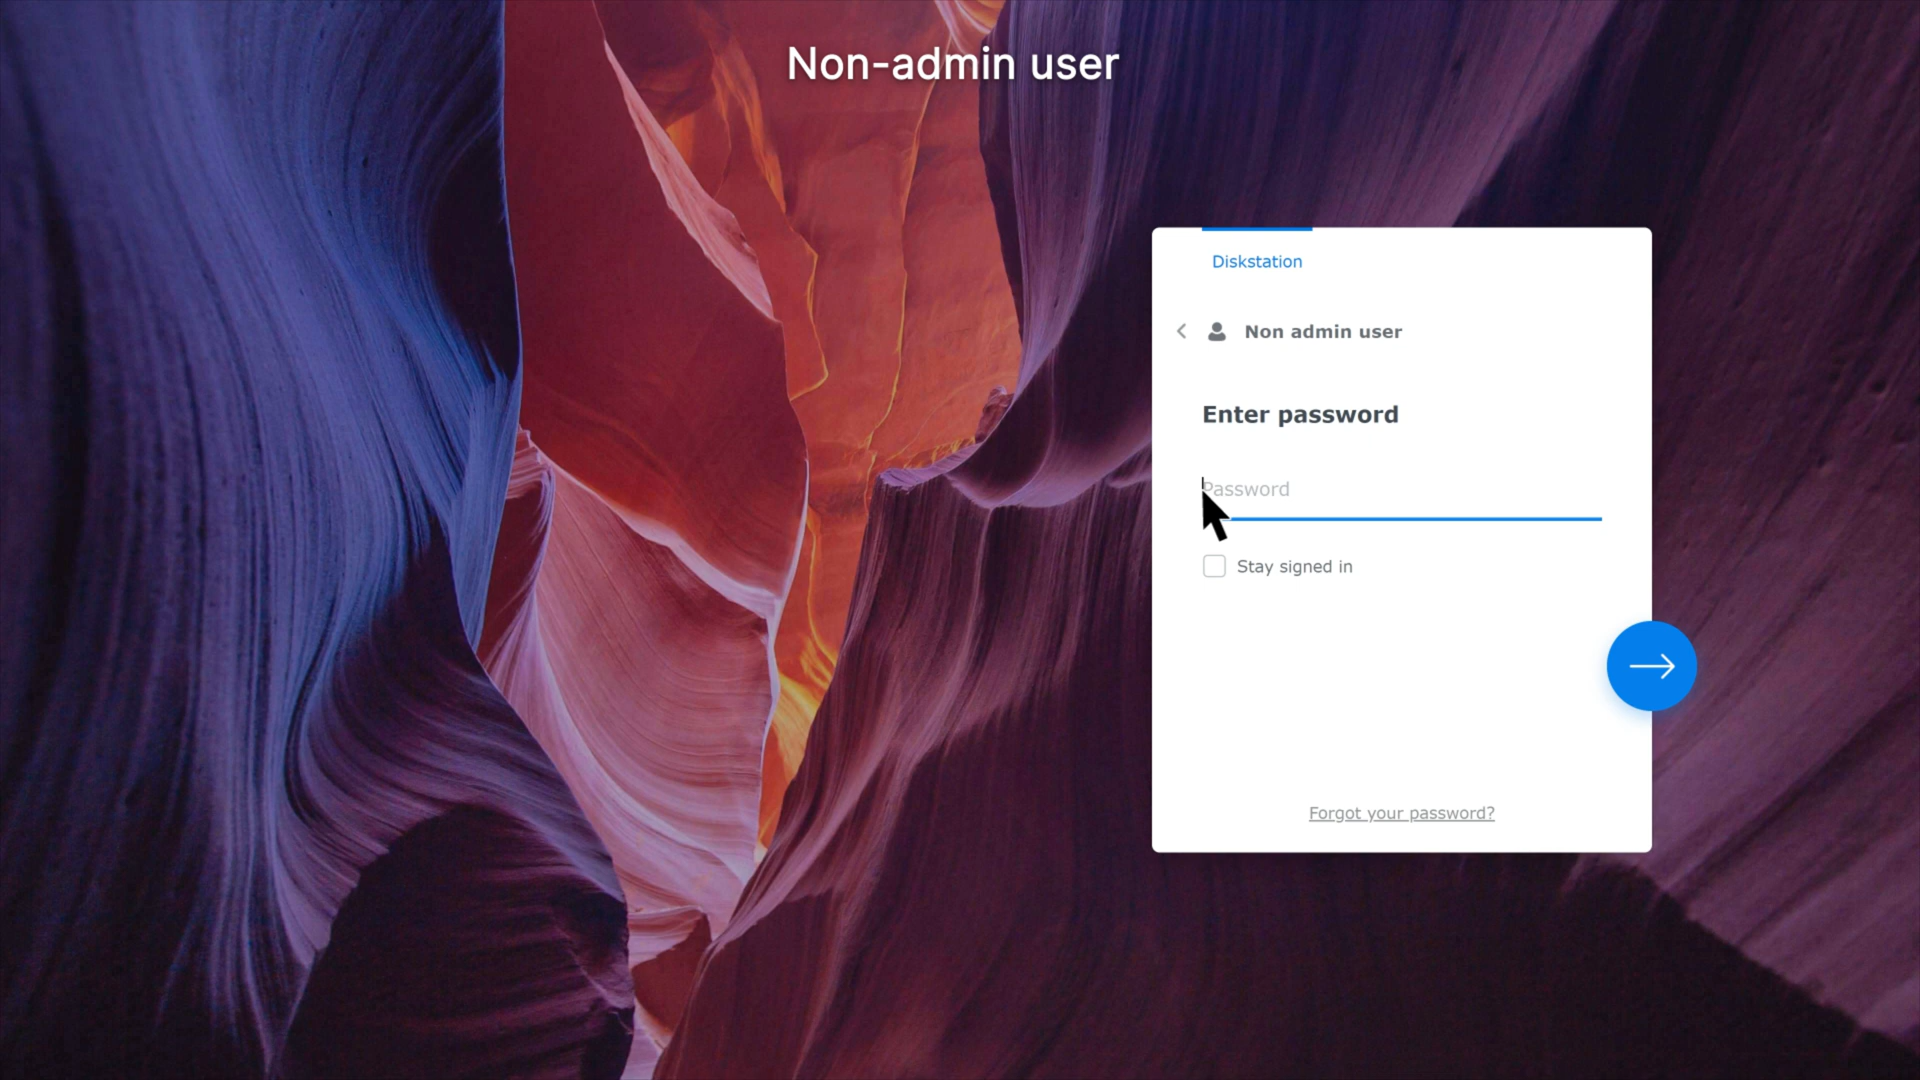 Non-admin user
Diskstation
Non admin user
Enter password
Password
Stay signed in
Forgot your password?